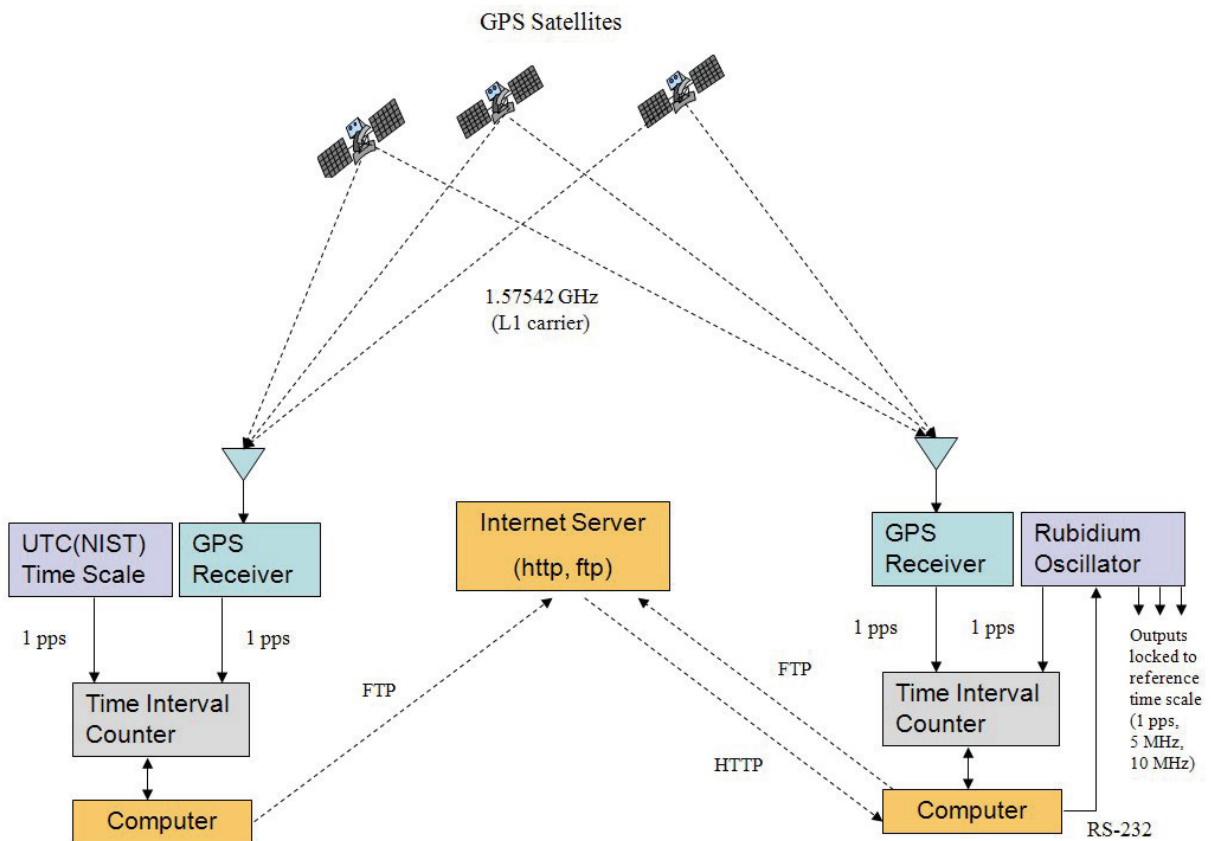 GPS Satellites
1.57542 GHz
(L1 carrier)
UTC(NIST)
Time Scale
GPS
Receiver
Internet Server
(http, ftp)
GPS
Receiver
Rubidium
Oscillator
1 pps
1 pps
1 pps
1 pps
Outputs
locked to
reference
time scale
(1 pps,
5 MHz,
10 MHz)
FTP
FTP
Time Interval
Counter
Time Interval
Counter
HTTP
Computer
Computer
RS-232